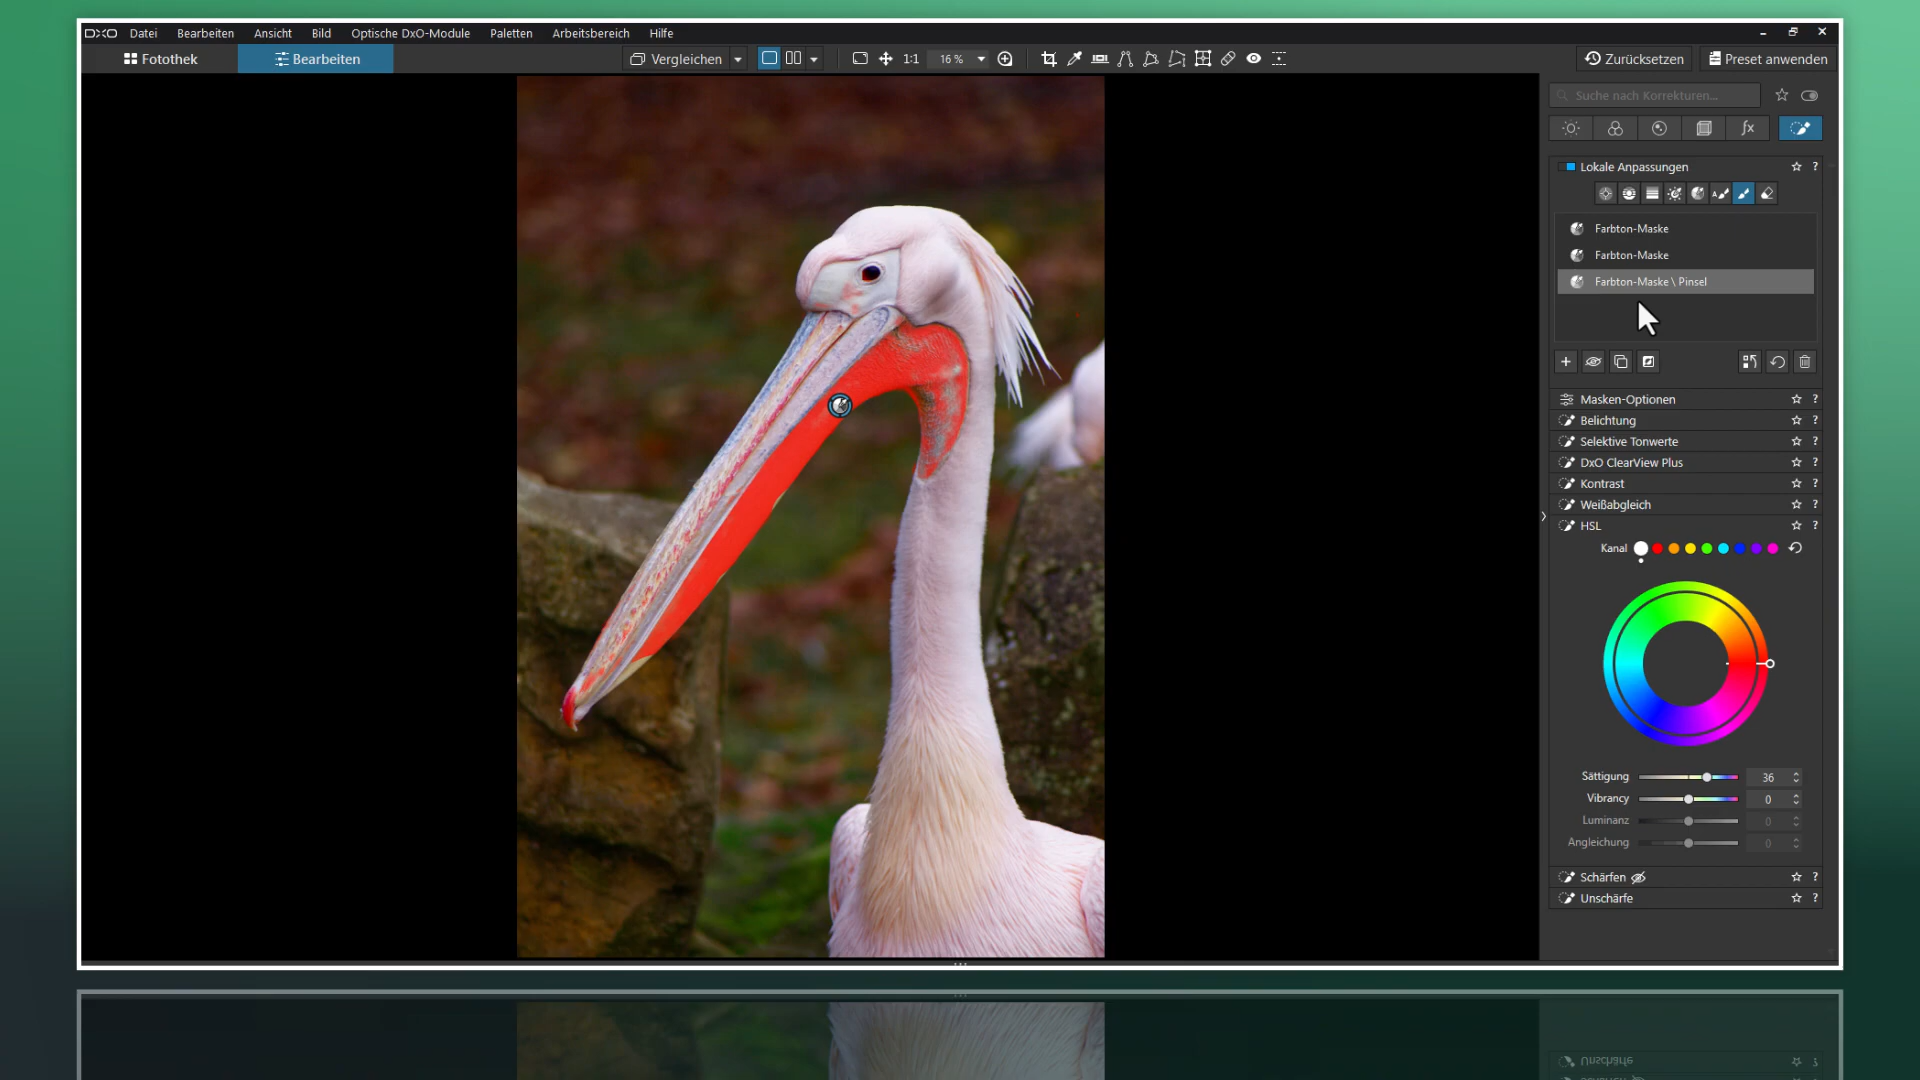 DXO Datei Bearbeiten Ansicht Bild Optische DxO-Module Paletten Arbeitsbereich Hilfe
Fotothek Bearbeiten Vergleichen 1:1 16 % Zurücksetzen Preset anwenden
Suche nach Korrekturen...
fx
Lokale Anpassungen ?
A
Farbton-Maske
Farbton-Maske
Farbton-Maske \ Pinsel
Masken-Optionen ?
Belichtung ?
Selektive Tonwerte ?
DxO ClearView Plus ?
Kontrast ?
Weißabgleich ?
HSL ?
Kanal
Sättigung 36
Vibrancy 0
Luminanz 0
Angleichung 0
Schärfen ?
Unschärfe ?